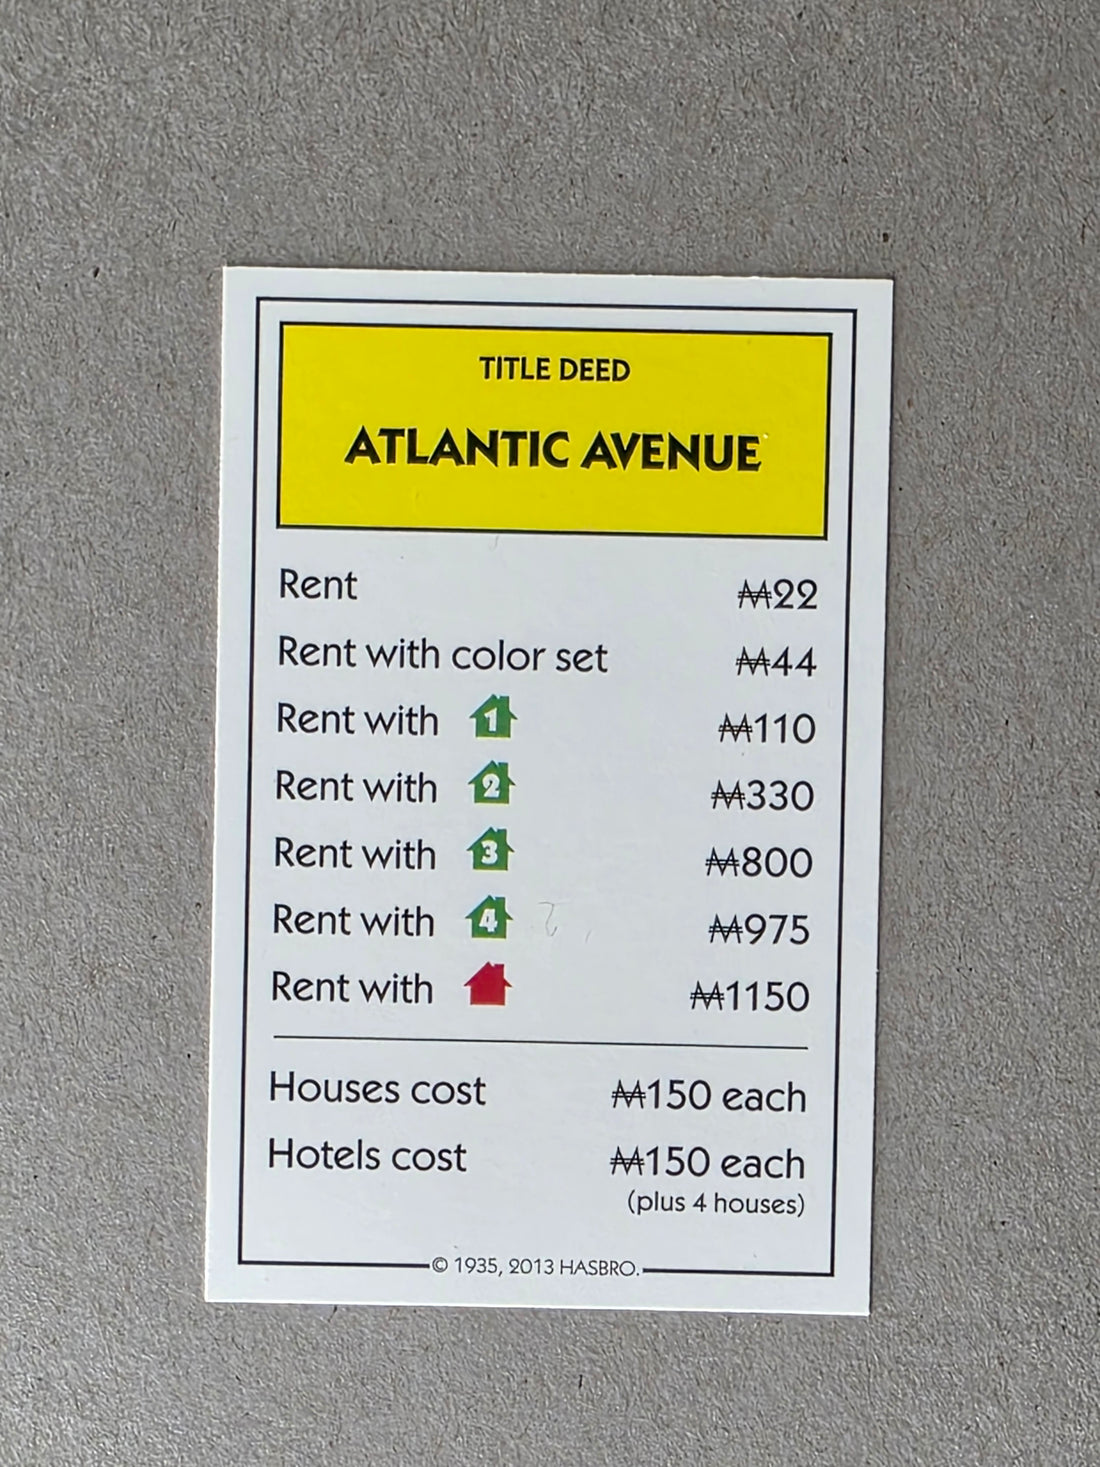 TITLE DEED
ATLANTIC AVENUE
Rent ₩22
Rent with color set ₩44
Rent with 1 ₩110
Rent with 2 ₩330
Rent with 3 ₩800
Rent with 4 ₩975
Rent with ₩1150
Houses cost ₩150 each
Hotels cost ₩150 each
(plus 4 houses)
© 1935, 2013 HASBRO.